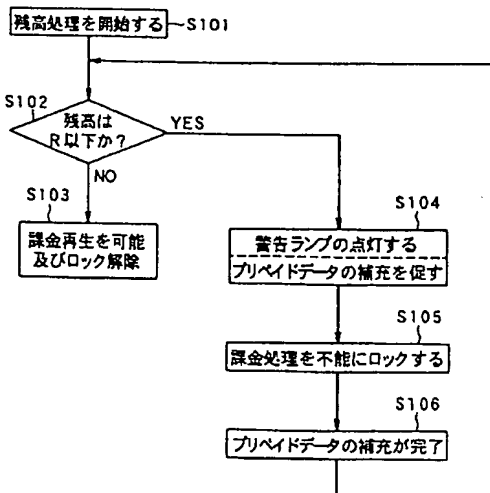 残高処理を開始する
S101
S102
残高は
R以下か?
YES
NO
S103
課金再生を可能
及びロック解除
S104
警告ランプの点灯する
プリペイドデータの補充を促す
S105
課金処理を不能にロックする
S106
プリペイドデータの補充が完了